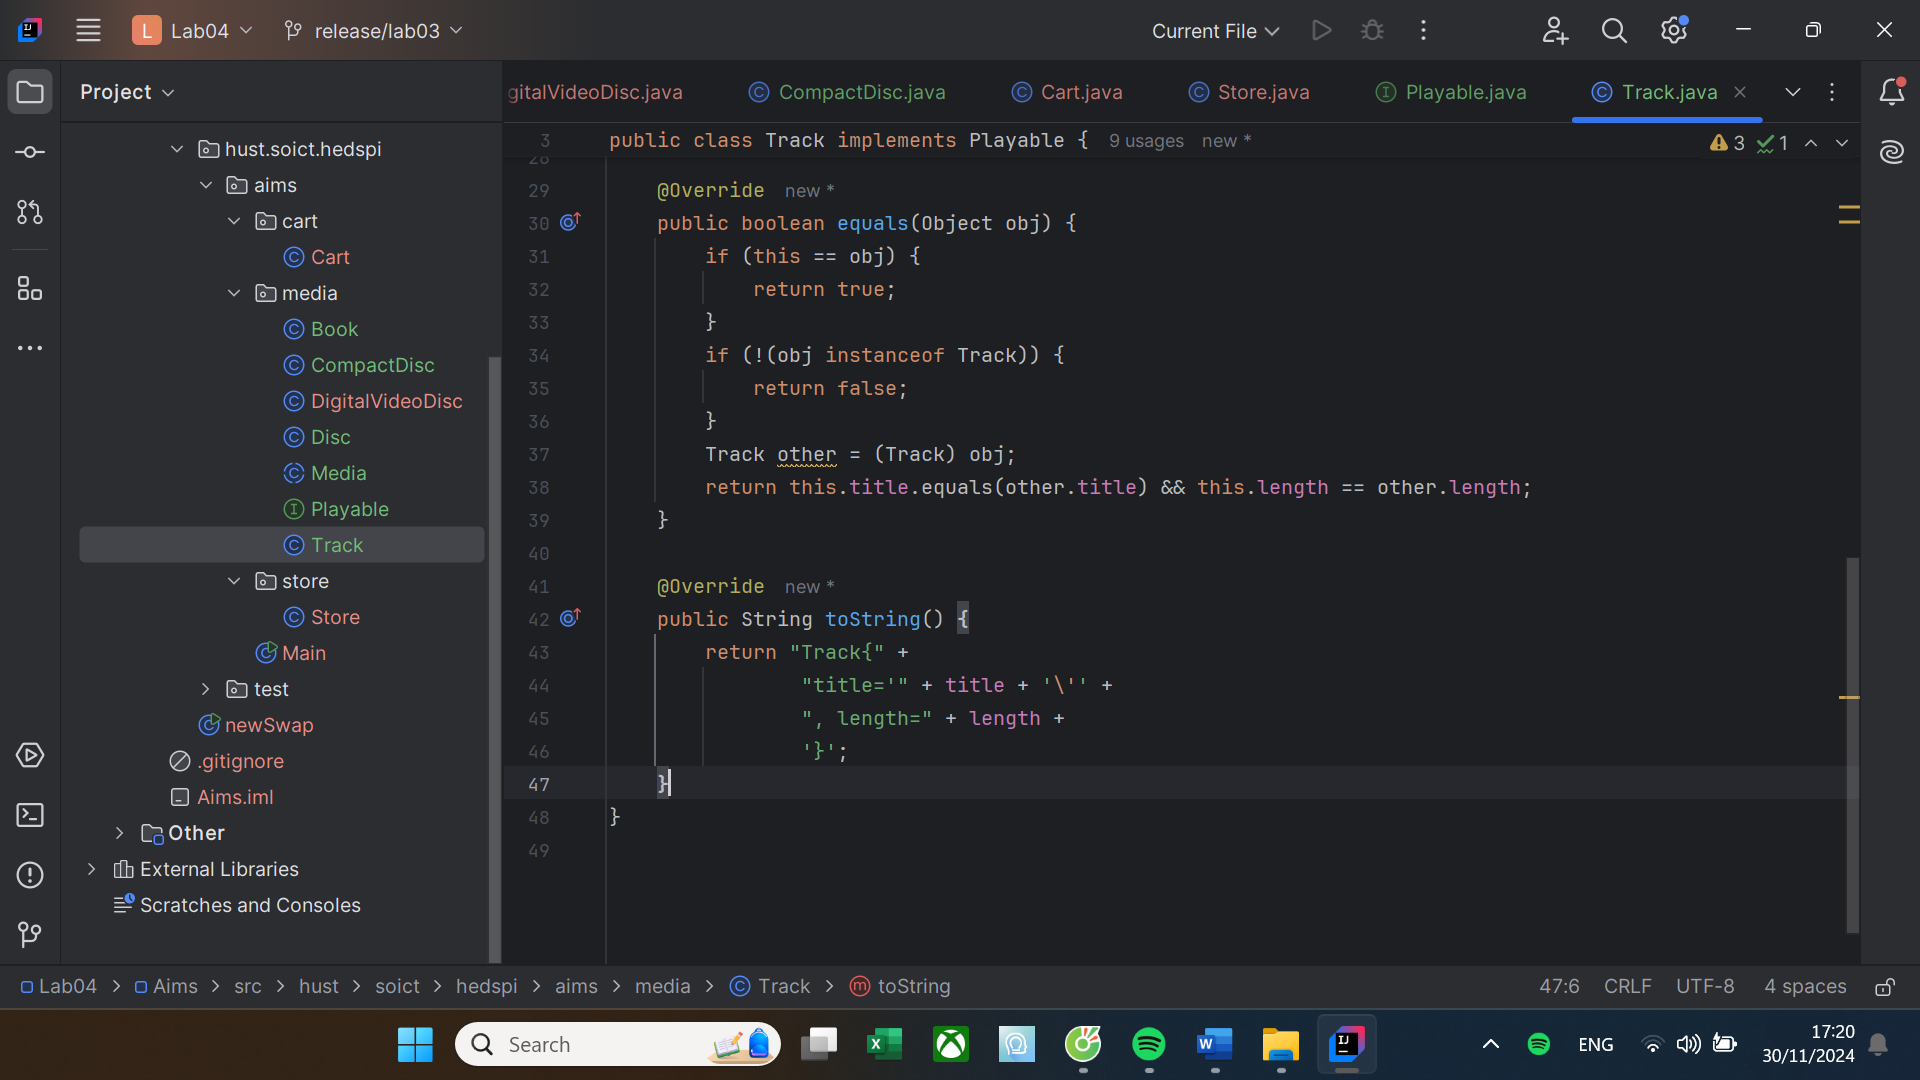 L Lab04 release/lab03 Current File
Project
gitalVideoDisc.java CompactDisc.java Cart.java Store.java Playable.java Track.java
3 public class Track implements Playable { 9 usages new *
3 1
28
29 @Override new *
30 public boolean equals(Object obj) {
31 if (this == obj) {
32 return true;
33 }
34 if (!(obj instanceof Track)) {
35 return false;
36 }
37 Track other = (Track) obj;
38 return this.title.equals(other.title) && this.length == other.length;
39 }
40
41 @Override new *
42 public String toString() {
43 return "Track{" +
44 "title='" + title + '\'' +
45 ", length=" + length +
46 '}';
47 }
48 }
49
hust.soict.hedspi
aims
cart
Cart
media
Book
CompactDisc
DigitalVideoDisc
Disc
Media
Playable
Track
store
Store
Main
test
newSwap
.gitignore
Aims.iml
Other
External Libraries
Scratches and Consoles
Lab04 > Aims > src > hust > soict > hedspi > aims > media > Track > toString
47:6 CRLF UTF-8 4 spaces
Search
ENG
17:20
30/11/2024